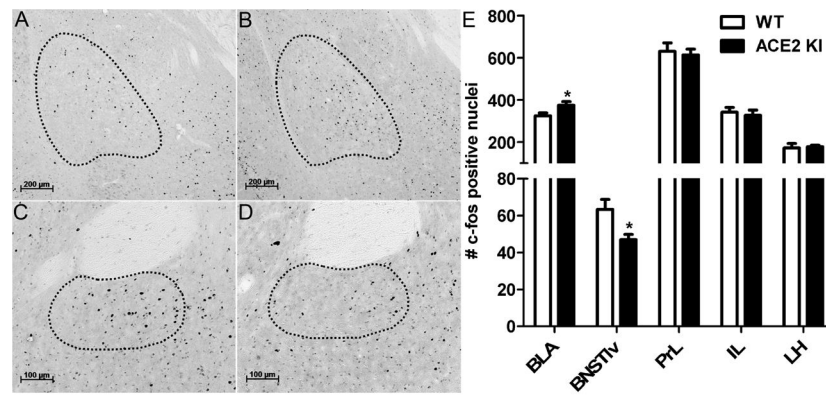 A
B
E
200 µm
200 µm
C
D
100 µm
100 µm
# c-fos positive nuclei
800
600
400
200
80
60
40
20
0
WT
ACE2 KI
*
*
BLA
BNSTlv
PrL
IL
LH